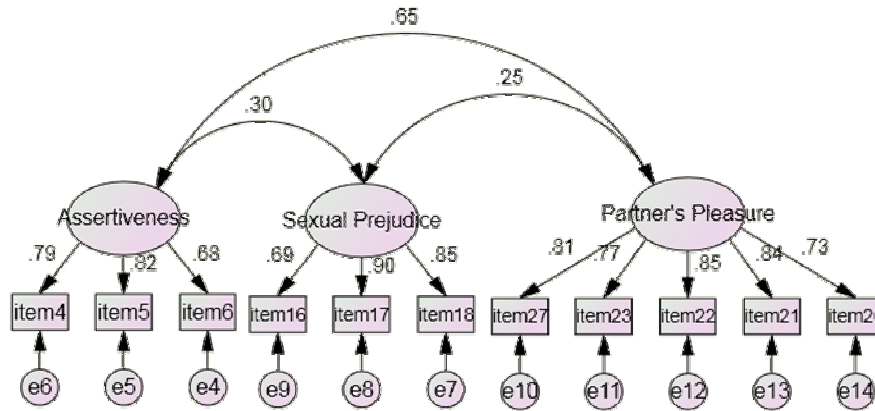 .65
.25
.30
Assertiveness
Sexual Prejudice
Partner's Pleasure
.79
.82
.68
.69
.90
.85
.81
.77
.85
.84
.73
item4
item5
item6
item16
item17
item18
item27
item23
item22
item21
e6
e5
e4
e9
e8
e7
e10
e11
e12
e13
e14